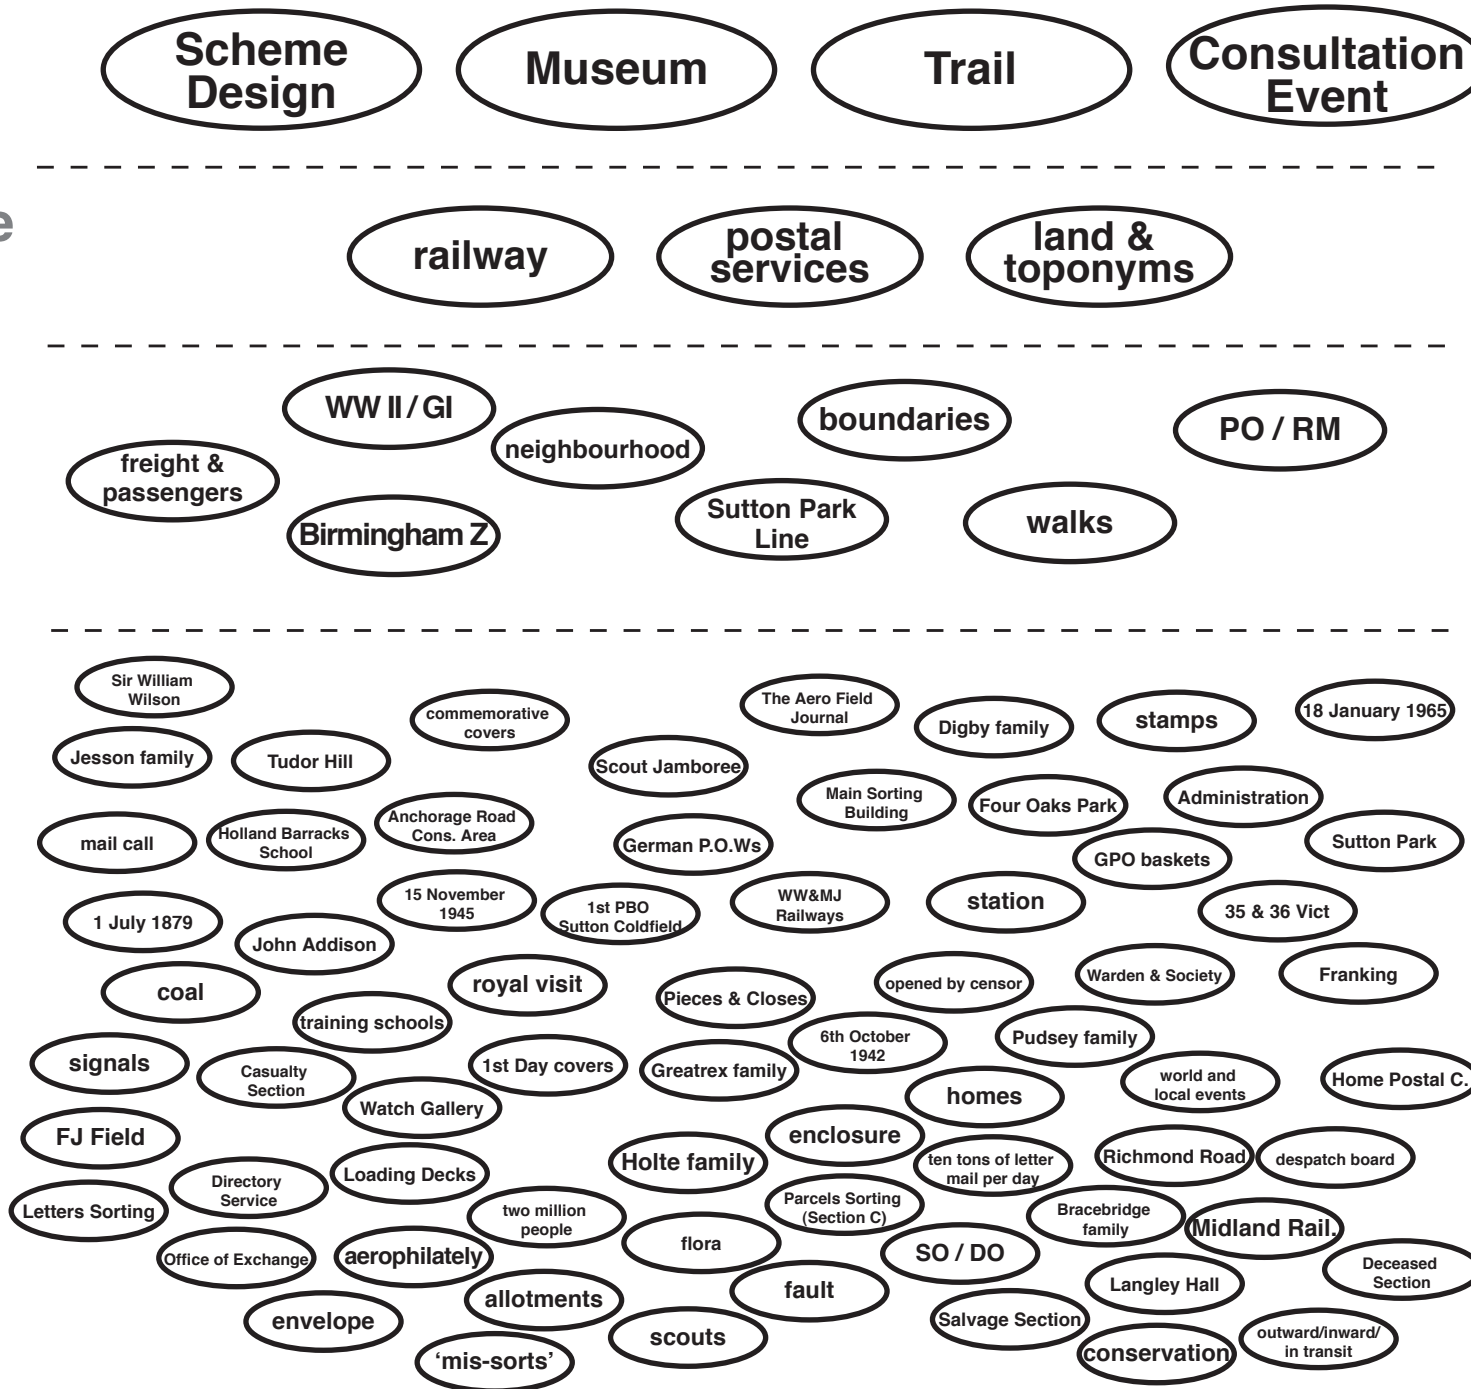 Scheme
Design
Museum
Trail
Consultation
Event
e
railway
postal
services
land &
toponyms
WW II / GI
neighbourhood
boundaries
PO / RM
freight &
passengers
Birmingham Z
Sutton Park
Line
walks
Sir William
Wilson
commemorative
covers
The Aero Field
Journal
Digby family
stamps
18 January 1965
Jesson family
Tudor Hill
Scout Jamboree
Main Sorting
Building
Four Oaks Park
Administration
mail call
Holland Barracks
School
Anchorage Road
Cons. Area
German P.O.Ws
GPO baskets
Sutton Park
1 July 1879
John Addison
15 November
1945
1st PBO
Sutton Coldfield
WW&MJ
Railways
station
35 & 36 Vict
coal
royal visit
Pieces & Closes
opened by censor
Warden & Society
Franking
training schools
6th October
1942
Pudsey family
signals
Casualty
Section
1st Day covers
Greatrex family
world and
local events
Home Postal C.
Watch Gallery
homes
FJ Field
enclosure
Loading Decks
Holte family
ten tons of letter
mail per day
Richmond Road
despatch board
Letters Sorting
Directory
Service
two million
people
Parcels Sorting
(Section C)
Bracebridge
family
Midland Rail.
Office of Exchange
aerophilately
flora
SO / DO
Deceased
Section
envelope
allotments
fault
Langley Hall
Salvage Section
'mis-sorts'
scouts
conservation
outward/inward/
in transit